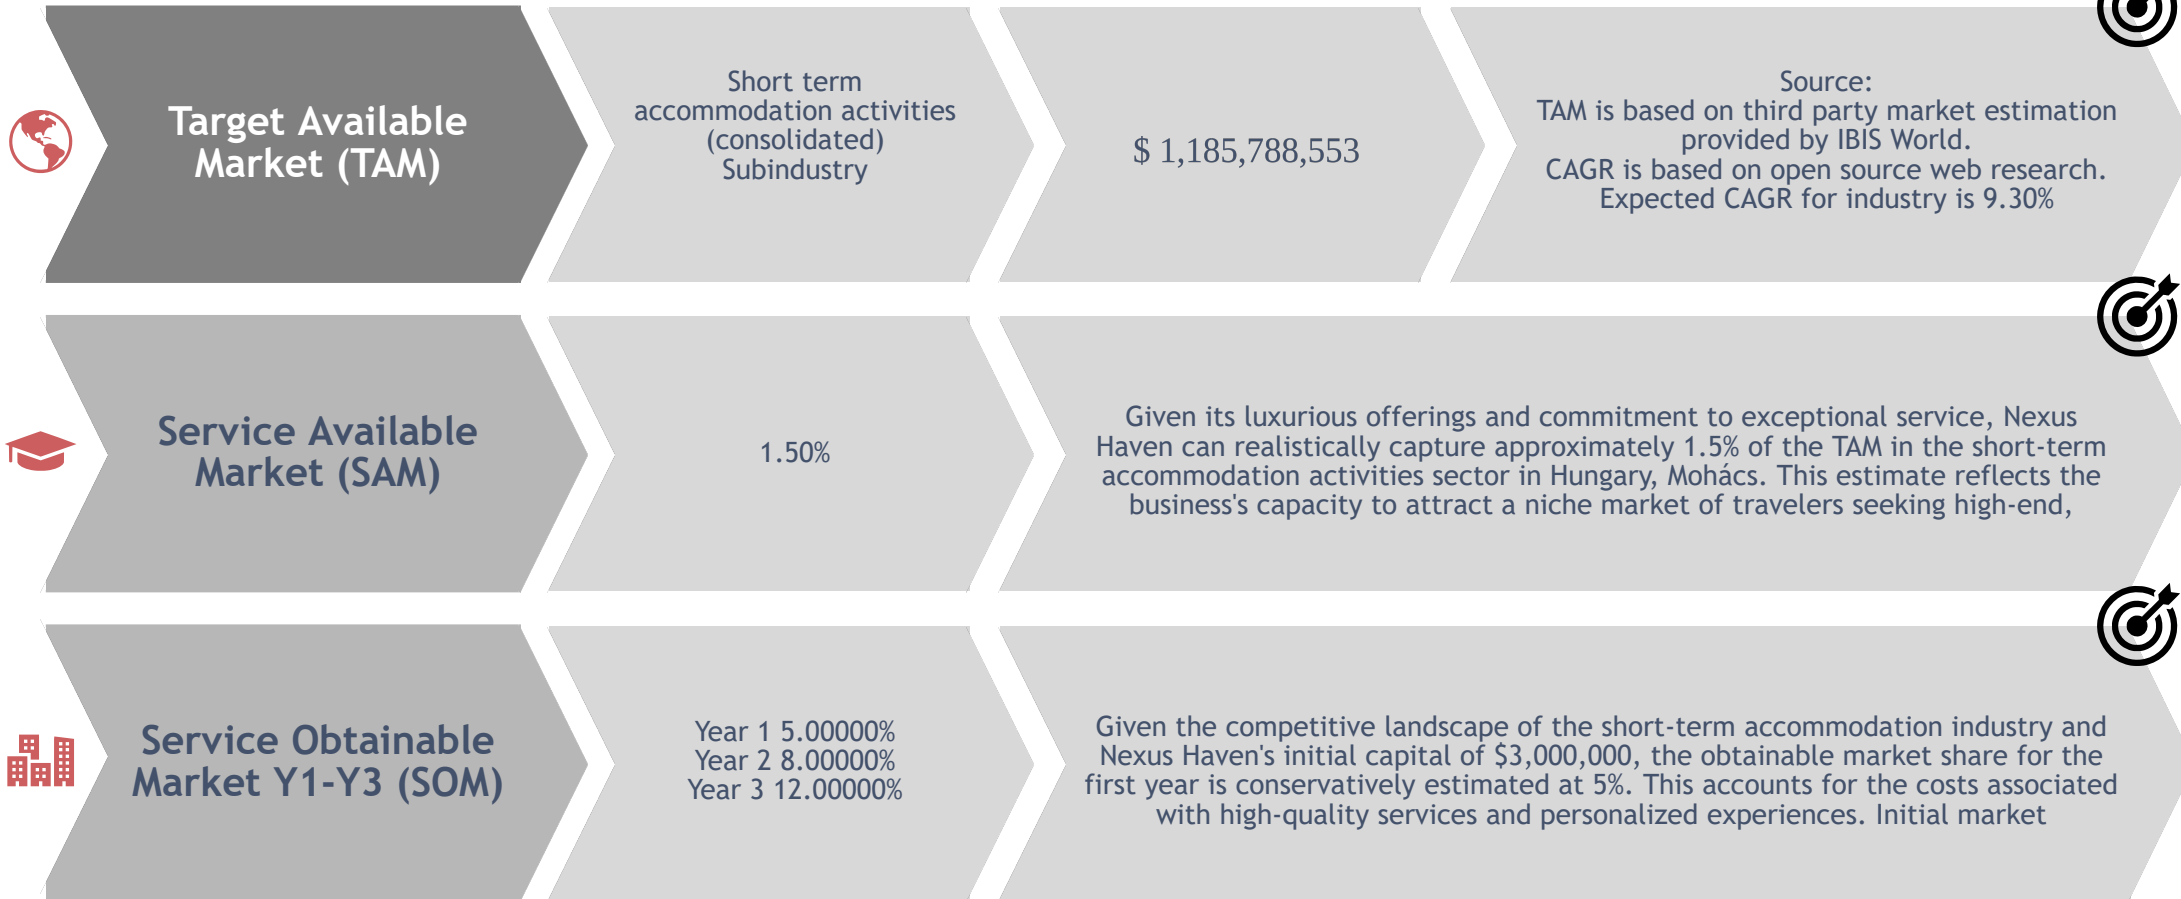 Target Available
Market (TAM)
Short term
accommodation activities
(consolidated)
Subindustry
$ 1,185,788,553
Source:
TAM is based on third party market estimation
provided by IBIS World.
CAGR is based on open source web research.
Expected CAGR for industry is 9.30%
Service Available
Market (SAM)
1.50%
Given its luxurious offerings and commitment to exceptional service, Nexus
Haven can realistically capture approximately 1.5% of the TAM in the short-term
accommodation activities sector in Hungary, Mohács. This estimate reflects the
business's capacity to attract a niche market of travelers seeking high-end,
Service Obtainable
Market Y1-Y3 (SOM)
Year 1 5.00000%
Year 2 8.00000%
Year 3 12.00000%
Given the competitive landscape of the short-term accommodation industry and
Nexus Haven's initial capital of $3,000,000, the obtainable market share for the
first year is conservatively estimated at 5%. This accounts for the costs associated
with high-quality services and personalized experiences. Initial market